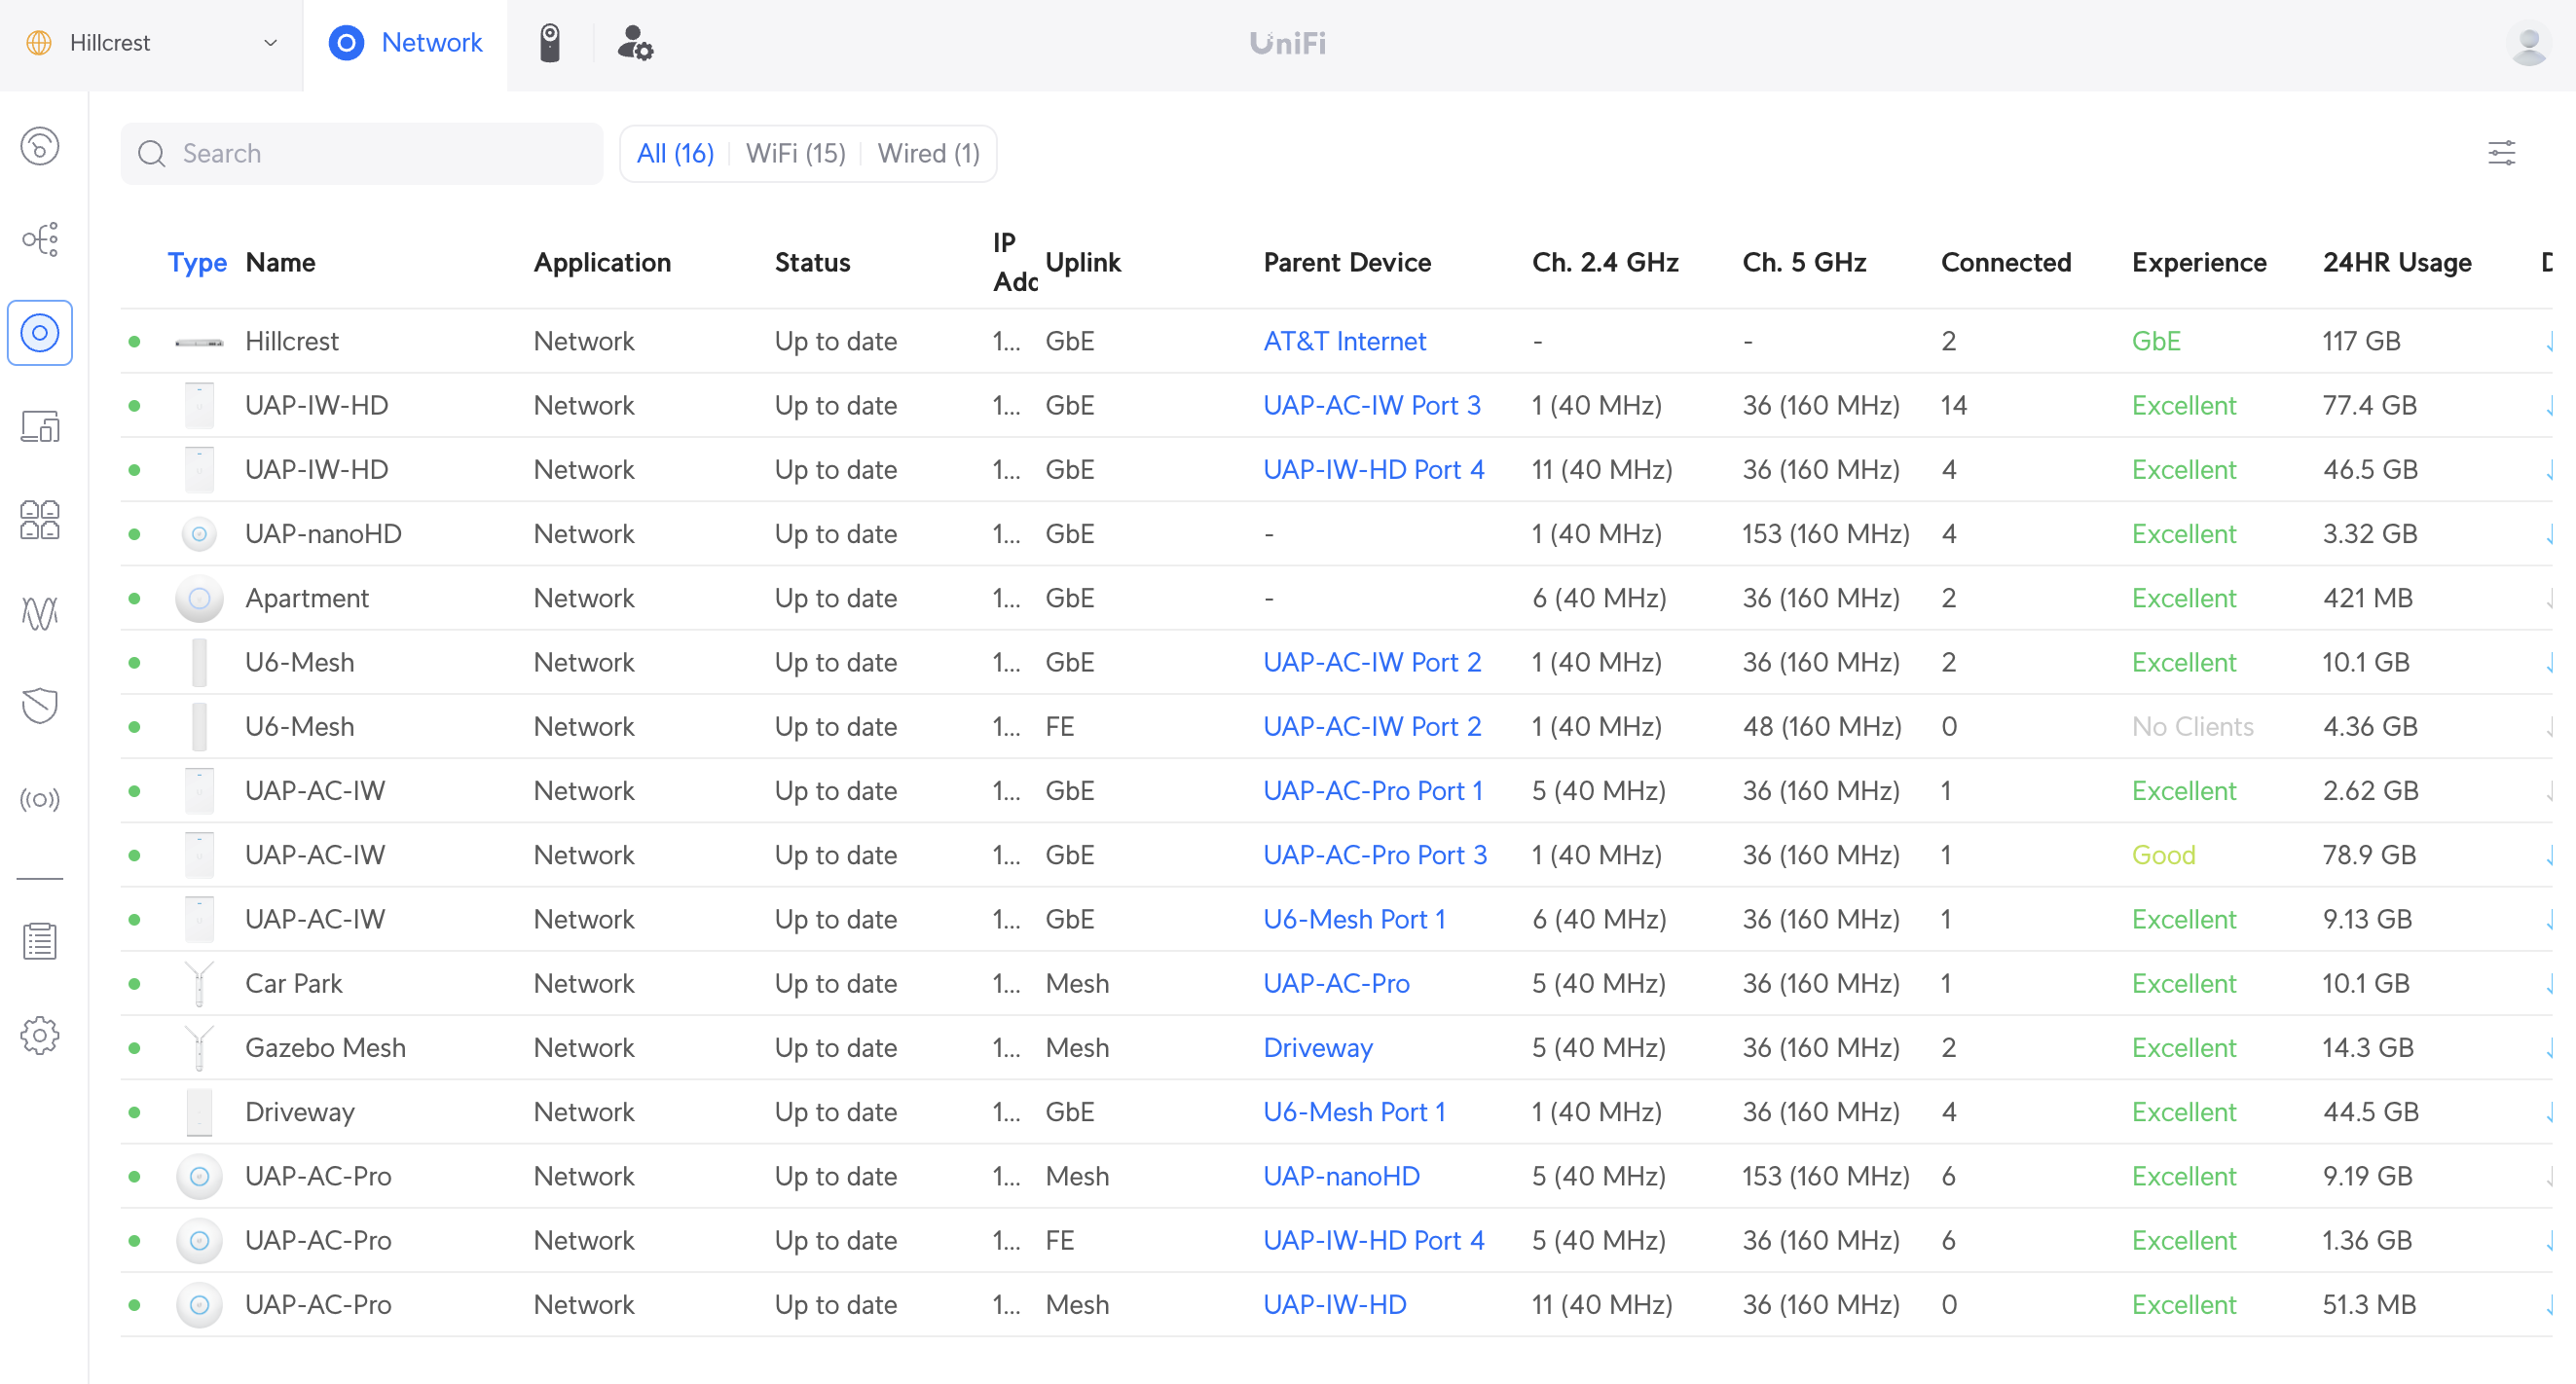 Hillcrest Network UniFi
Search All (16) WiFi (15) Wired (1)
Type Name Application Status IP Add Uplink Parent Device Ch. 2.4 GHz Ch. 5 GHz Connected Experience 24HR Usage D
Hillcrest Network Up to date 1... GbE AT&T Internet - - 2 GbE 117 GB
UAP-IW-HD Network Up to date 1... GbE UAP-AC-IW Port 3 1 (40 MHz) 36 (160 MHz) 14 Excellent 77.4 GB
UAP-IW-HD Network Up to date 1... GbE UAP-IW-HD Port 4 11 (40 MHz) 36 (160 MHz) 4 Excellent 46.5 GB
UAP-nanoHD Network Up to date 1... GbE - 1 (40 MHz) 153 (160 MHz) 4 Excellent 3.32 GB
Apartment Network Up to date 1... GbE - 6 (40 MHz) 36 (160 MHz) 2 Excellent 421 MB
U6-Mesh Network Up to date 1... GbE UAP-AC-IW Port 2 1 (40 MHz) 36 (160 MHz) 2 Excellent 10.1 GB
U6-Mesh Network Up to date 1... FE UAP-AC-IW Port 2 1 (40 MHz) 48 (160 MHz) 0 No Clients 4.36 GB
UAP-AC-IW Network Up to date 1... GbE UAP-AC-Pro Port 1 5 (40 MHz) 36 (160 MHz) 1 Excellent 2.62 GB
UAP-AC-IW Network Up to date 1... GbE UAP-AC-Pro Port 3 1 (40 MHz) 36 (160 MHz) 1 Good 78.9 GB
UAP-AC-IW Network Up to date 1... GbE U6-Mesh Port 1 6 (40 MHz) 36 (160 MHz) 1 Excellent 9.13 GB
Car Park Network Up to date 1... Mesh UAP-AC-Pro 5 (40 MHz) 36 (160 MHz) 1 Excellent 10.1 GB
Gazebo Mesh Network Up to date 1... Mesh Driveway 5 (40 MHz) 36 (160 MHz) 2 Excellent 14.3 GB
Driveway Network Up to date 1... GbE U6-Mesh Port 1 1 (40 MHz) 36 (160 MHz) 4 Excellent 44.5 GB
UAP-AC-Pro Network Up to date 1... Mesh UAP-nanoHD 5 (40 MHz) 153 (160 MHz) 6 Excellent 9.19 GB
UAP-AC-Pro Network Up to date 1... FE UAP-IW-HD Port 4 5 (40 MHz) 36 (160 MHz) 6 Excellent 1.36 GB
UAP-AC-Pro Network Up to date 1... Mesh UAP-IW-HD 11 (40 MHz) 36 (160 MHz) 0 Excellent 51.3 MB